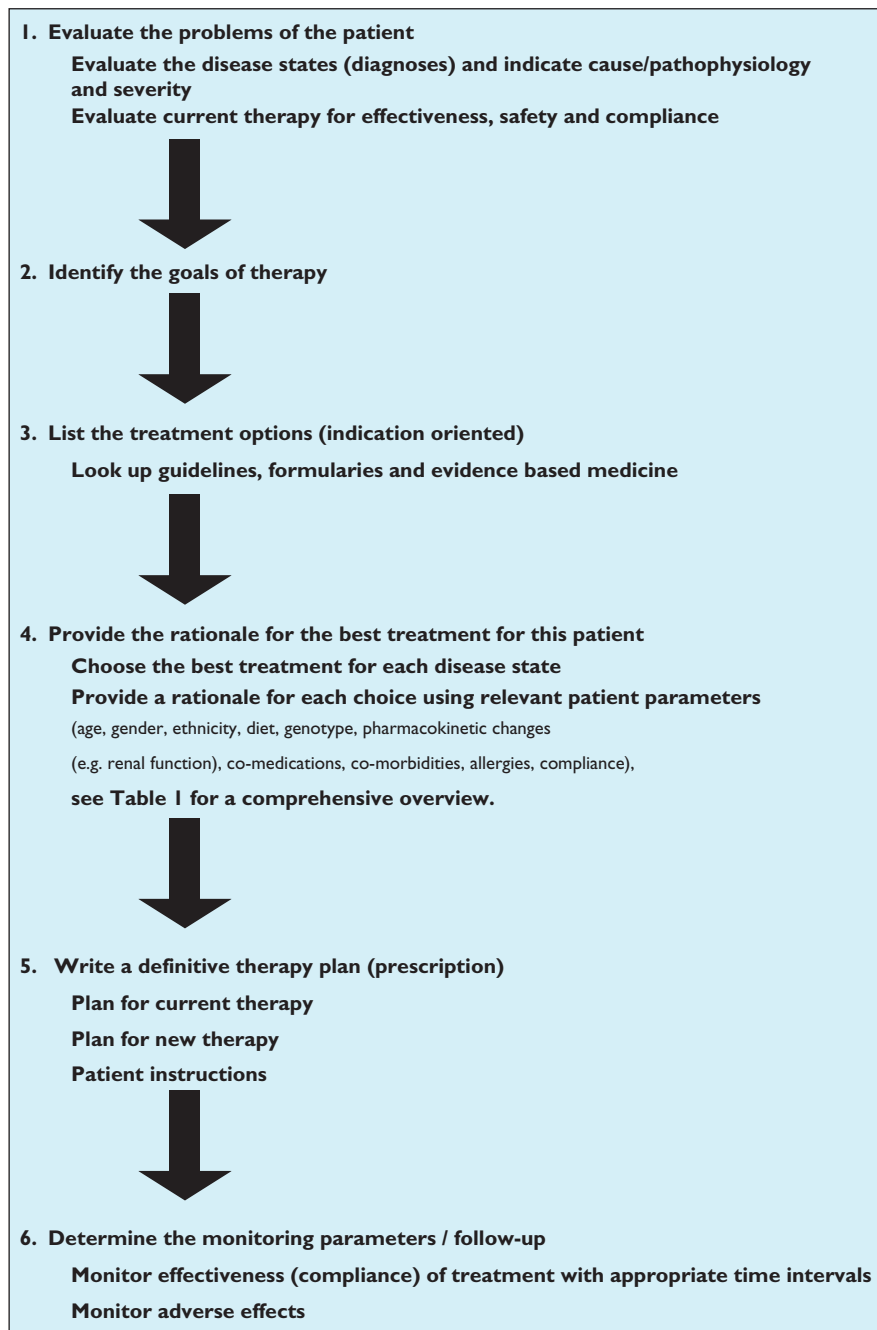 1. Evaluate the problems of the patient
Evaluate the disease states (diagnoses) and indicate cause/pathophysiology
and severity
Evaluate current therapy for effectiveness, safety and compliance
2. Identify the goals of therapy
3. List the treatment options (indication oriented)
Look up guidelines, formularies and evidence based medicine
4. Provide the rationale for the best treatment for this patient
Choose the best treatment for each disease state
Provide a rationale for each choice using relevant patient parameters
(age, gender, ethnicity, diet, genotype, pharmacokinetic changes
(e.g. renal function), co-medications, co-morbidities, allergies, compliance),
see Table 1 for a comprehensive overview.
5. Write a definitive therapy plan (prescription)
Plan for current therapy
Plan for new therapy
Patient instructions
6. Determine the monitoring parameters / follow-up
Monitor effectiveness (compliance) of treatment with appropriate time intervals
Monitor adverse effects